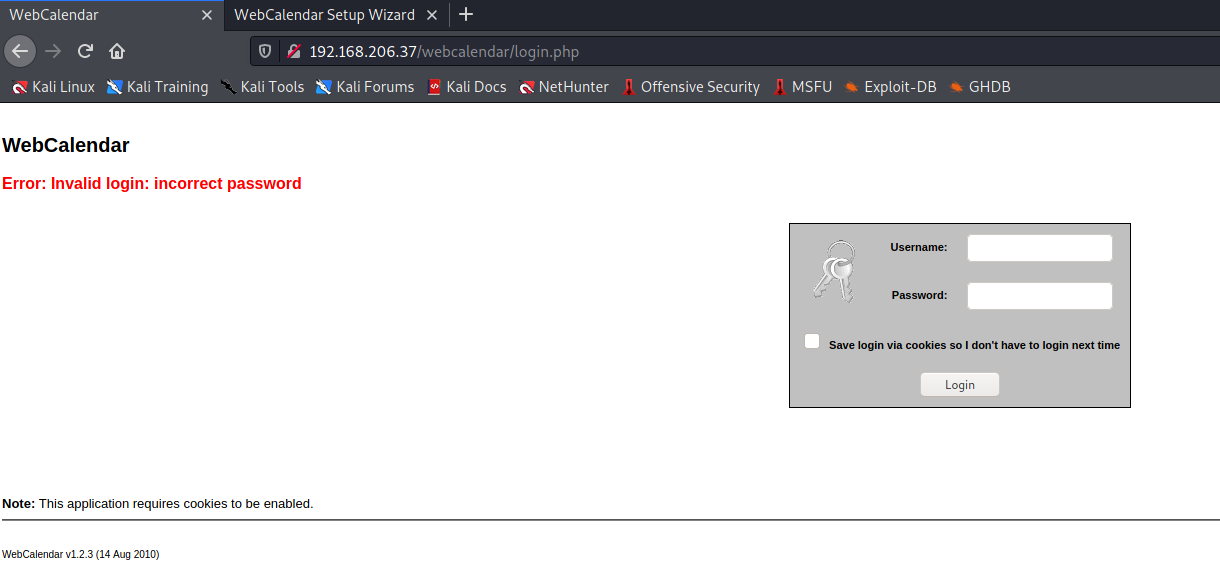 WebCalendar WebCalendar Setup Wizard
192.168.206.37/webcalendar/login.php
Kali Linux Kali Training Kali Tools Kali Forums Kali Docs NetHunter Offensive Security MSFU Exploit-DB GHDB
WebCalendar
Error: Invalid login: incorrect password
Username:
Password:
Save login via cookies so I don't have to login next time
Login
Note: This application requires cookies to be enabled.
WebCalendar v1.2.3 (14 Aug 2010)